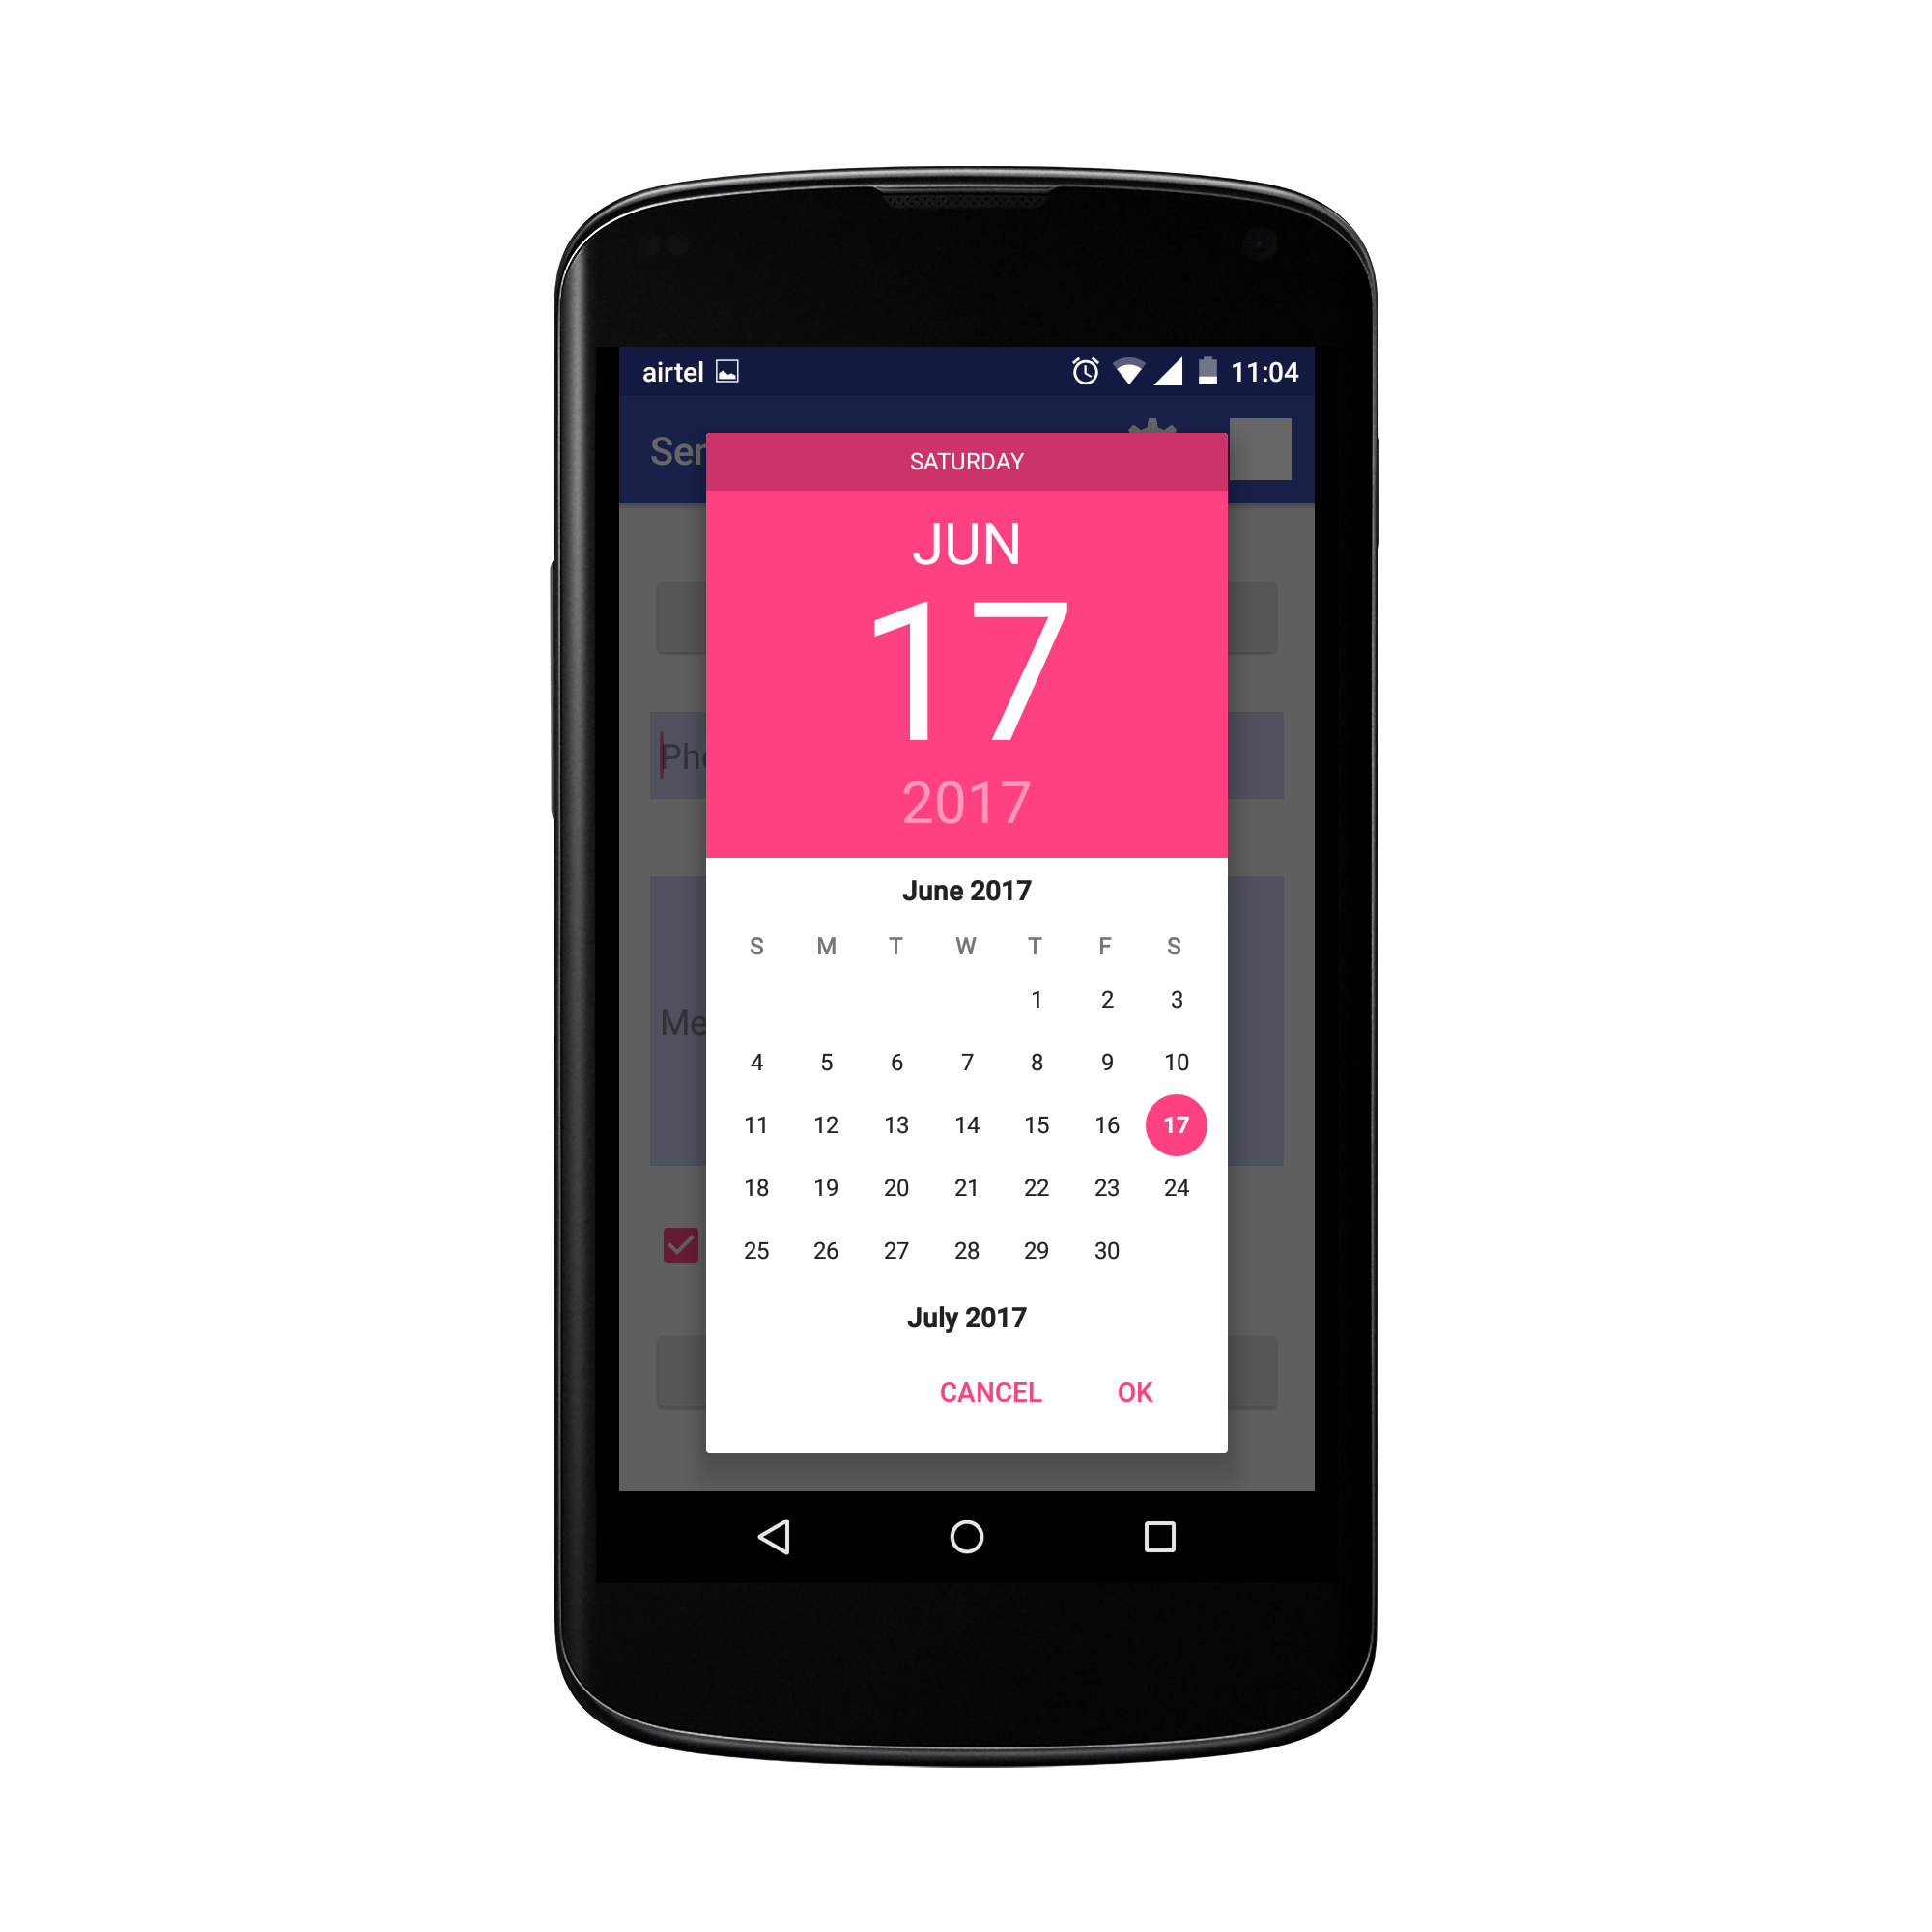 airtel 11:04
Ser
SATURDAY
JUN
17
2017
Phe
Me
June 2017
S M T W T F S
1 2 3
4 5 6 7 8 9 10
11 12 13 14 15 16 17
18 19 20 21 22 23 24
25 26 27 28 29 30
July 2017
CANCEL OK